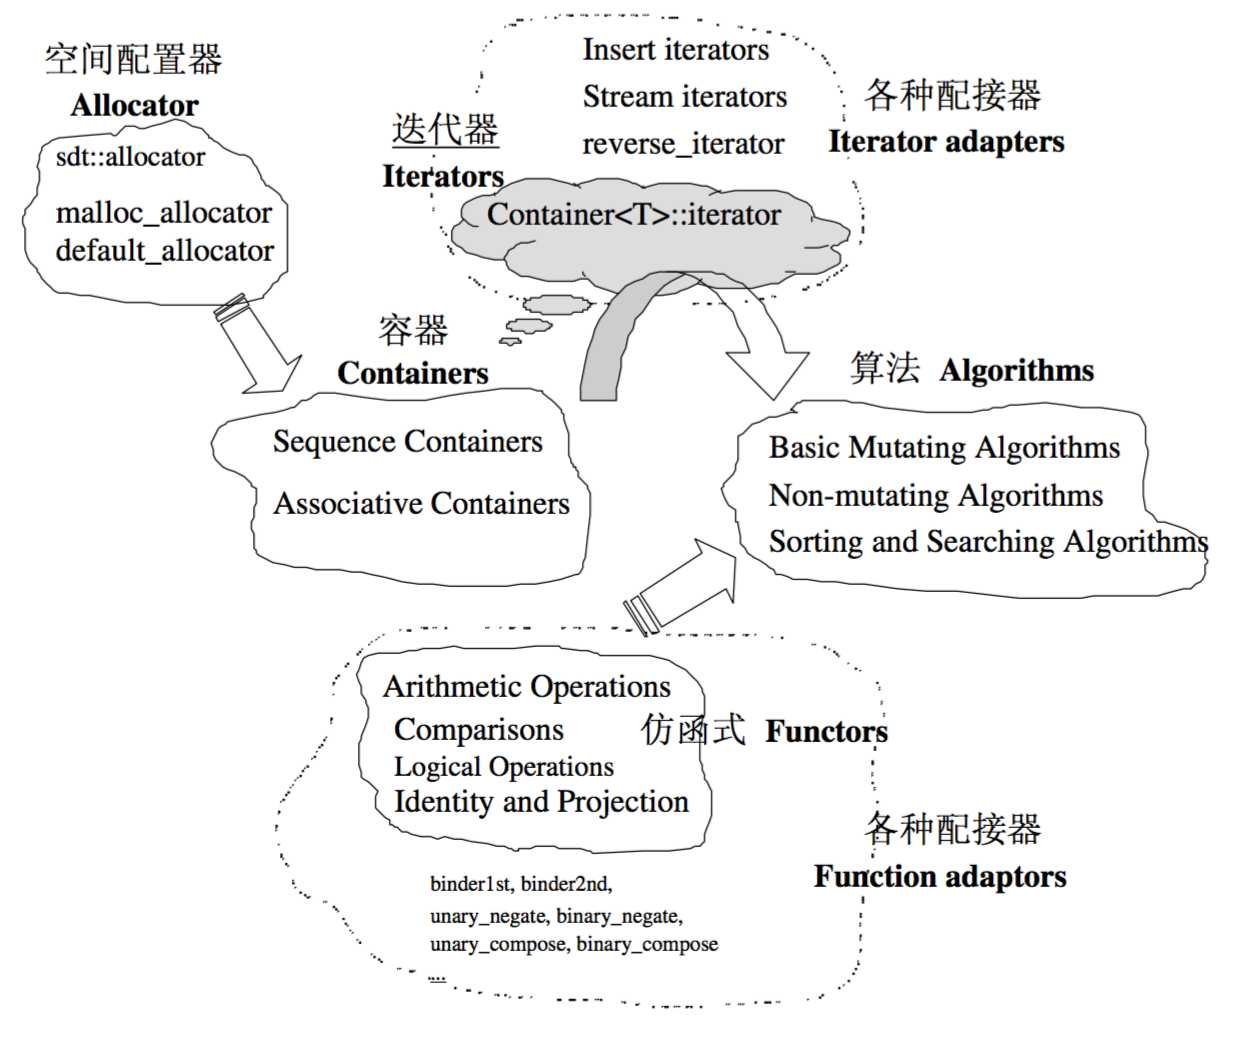 空间配置器
Allocator
sdt::allocator
malloc_allocator
default_allocator
Insert iterators
Stream iterators
reverse_iterator
各种配接器
Iterator adapters
迭代器
Iterators
Container<T>::iterator
容器
Containers
Sequence Containers
Associative Containers
算法 Algorithms
Basic Mutating Algorithms
Non-mutating Algorithms
Sorting and Searching Algorithms
Arithmetic Operations
Comparisons
Logical Operations
Identity and Projection
仿函式 Functors
各种配接器
Function adaptors
binder1st, binder2nd,
unary_negate, binary_negate,
unary_compose, binary_compose
....